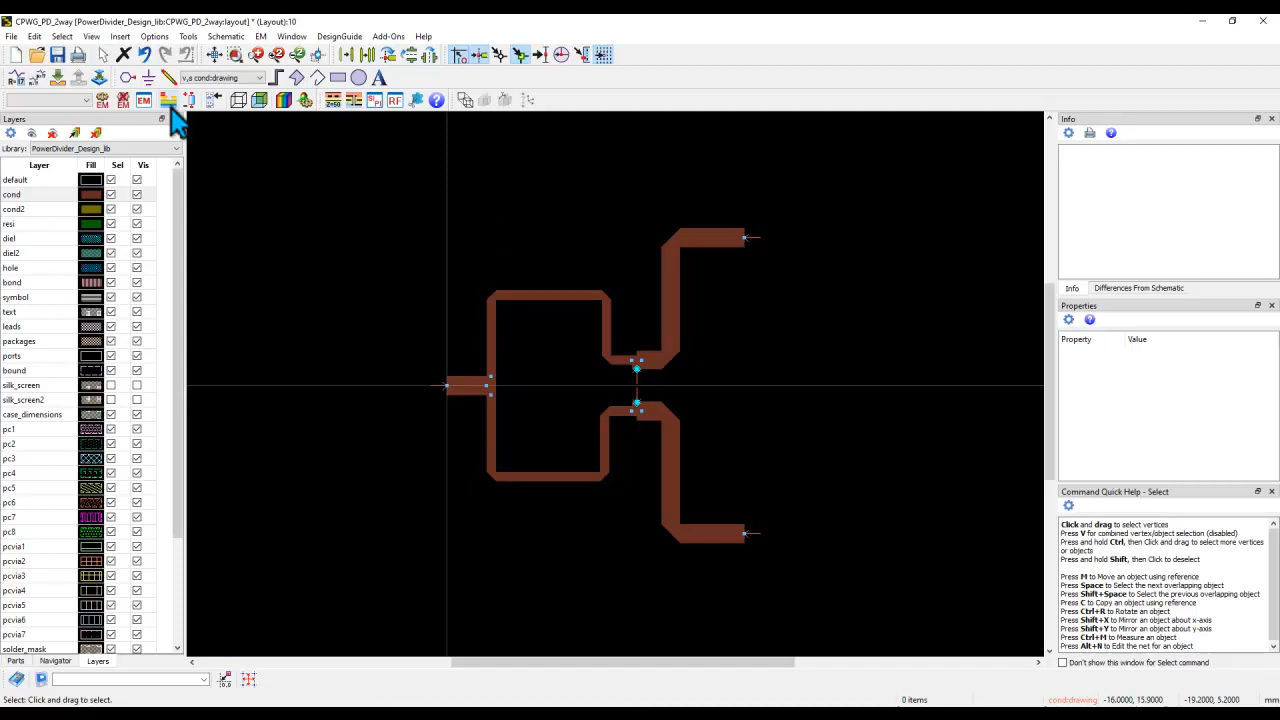 CPWG_PD_2way [PowerDivider_Design_lib:CPWG_PD_2way:layout] * (Layout):10
File Edit Select View Insert Options Tools Schematic EM Window DesignGuide Add-Ons Help
v,s cond:drawing
EM SI/PI RF
Layers
Library: PowerDivider_Design_lib
Layer Fill Sel Vis
default
cond
cond2
resi
diel
diel2
hole
bond
symbol
text
leads
packages
ports
bound
silk_screen
silk_screen2
case_dimensions
pc1
pc2
pc3
pc4
pc5
pc6
pc7
pc8
pcvia1
pcvia2
pcvia3
pcvia4
pcvia5
pcvia6
pcvia7
solder_mask
Parts Navigator Layers
Info
Info Differences From Schematic
Properties
Property Value
Command Quick Help - Select
Click and drag to select vertices
Press V for combined vertex/object selection (disabled)
Press and hold Ctrl, then Click and drag to select more vertices
or objects
Press and hold Shift, then Click to deselect
Press M to Move an object using reference
Press Space to Select the next overlapping object
Press Shift+Space to Select the previous overlapping object
Press C to Copy an object using reference
Press Ctrl+R to Rotate an object
Press Shift+X to Mirror an object about x-axis
Press Shift+Y to Mirror an object about y-axis
Press Ctrl+M to Measure an object
Press Alt+N to Edit the net for an object
Don't show this window for Select command
Select: Click and drag to select.
0 items
cond:drawing
-16.0000, 15.9000
-19.2000, 5.2000
mm